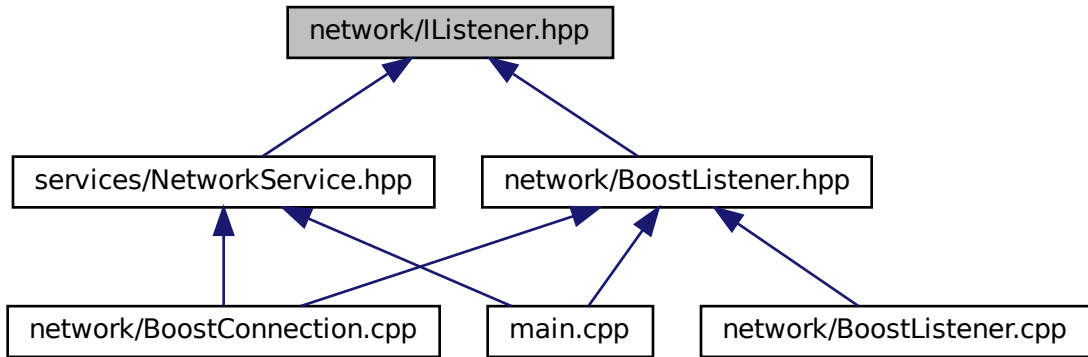 network/IListener.hpp
services/NetworkService.hpp
network/BoostListener.hpp
network/BoostConnection.cpp
main.cpp
network/BoostListener.cpp